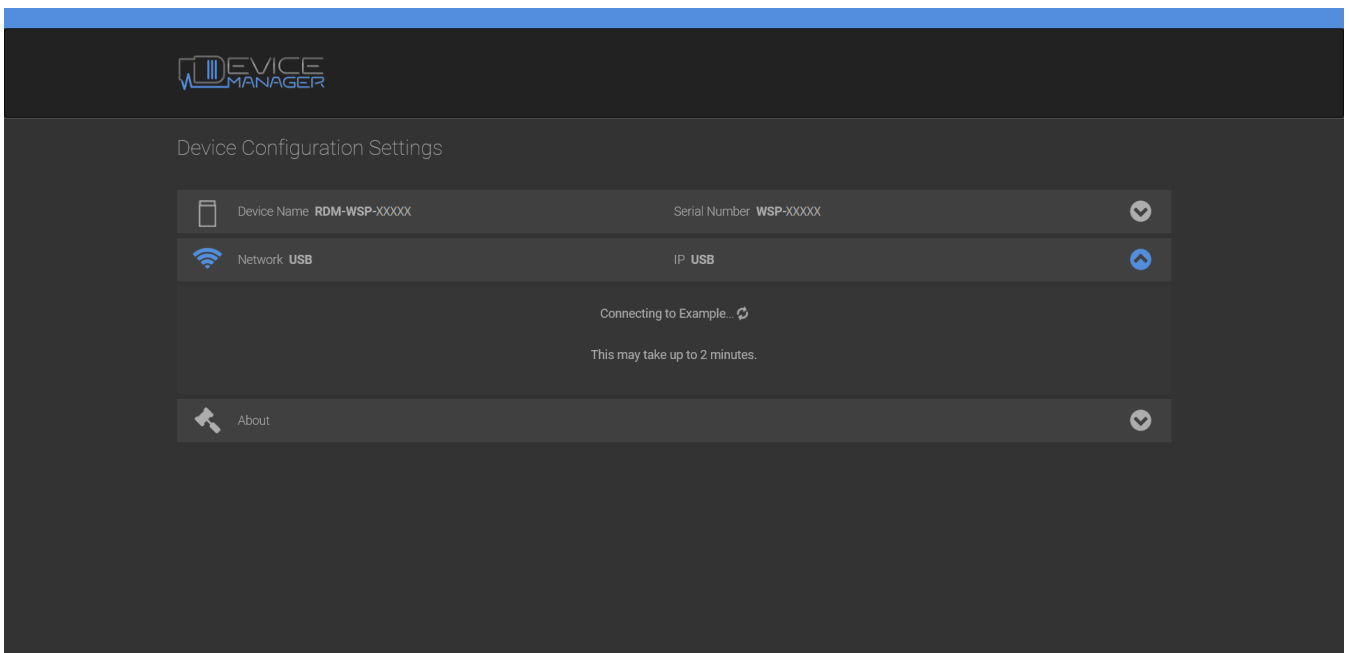 DEVICE
MANAGER
Device Configuration Settings
Device Name RDM-WSP-XXXXX Serial Number WSP-XXXXX
Network USB IP USB
Connecting to Example...
This may take up to 2 minutes.
About